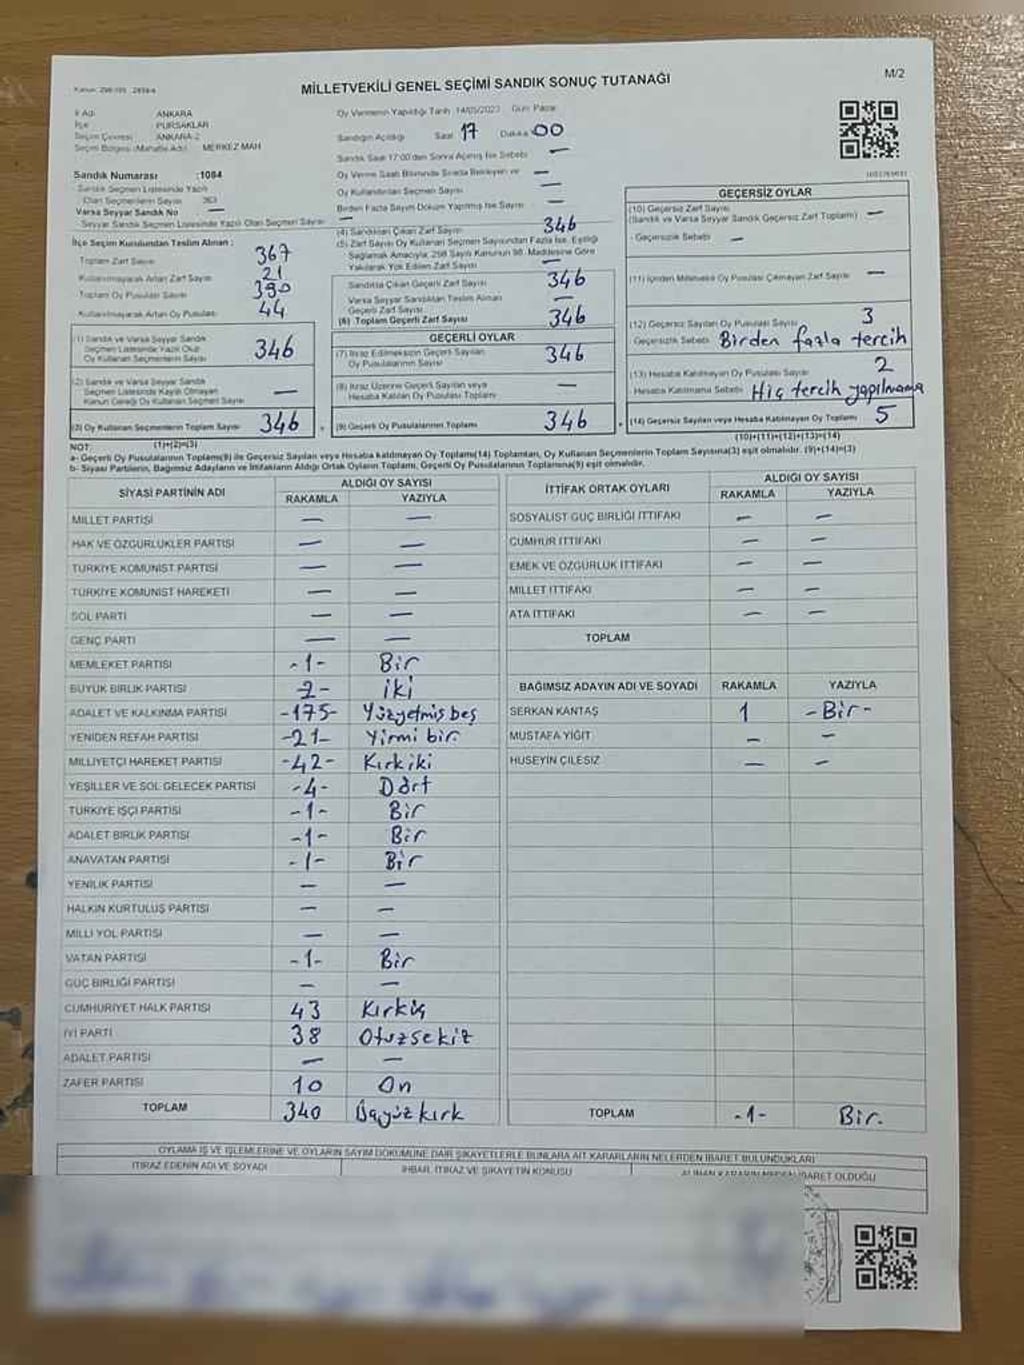 M/2
MİLLETVEKİLİ GENEL SEÇİMİ SANDIK SONUÇ TUTANAĞI
İl Adı ANKARA
İlçe PURSAKLAR
Seçim Çevresi ANKARA-2
Seçim Bölgesi (Mahalle Adı) MERKEZ MAH
Sandık Numarası :1084
Sandık Seçmen Listesinde Yazılı
Olan Seçmenlerin Sayısı 363
Varsa Seyyar Sandık No —
Seyyar Sandık Seçmen Listesinde Yazılı Olan Seçmen Sayısı —
İlçe Seçim Kurulundan Teslim Alınan :
Toplam Zarf Sayısı 367
Kullanılmayarak Artan Zarf Sayısı 21
Toplam Oy Pusulası Sayısı 390
Kullanılmayarak Artan Oy Pusulası 44
(1) Sandık ve Varsa Seyyar Sandık
Seçmen Listesinde Yazılı Olup
Oy Kullanan Seçmenlerin Sayısı 346
(2) Sandık ve Varsa Seyyar Sandık
Seçmen Listesinde Kayıtlı Olmayan
Kanun Gereği Oy Kullanan Seçmen Sayısı —
(3) Oy Kullanan Seçmenlerin Toplam Sayısı 346
(1)+(2)=(3)
Oy Vermenin Yapıldığı Tarih 14/05/2023 Gün Pazar
Sandığın Açıldığı Saat 17 Dakika 00
Sandık Saat 17:00'den Sonra Açılmış İse Sebebi —
Oy Verme Saati Bitiminde Sırada Bekleyen ve —
Oy Kullandırılan Seçmen Sayısı —
Birden Fazla Sayım Döküm Yapılmış İse Sayısı —
(4) Sandıktan Çıkan Zarf Sayısı 346
(5) Zarf Sayısı Oy Kullanan Seçmen Sayısından Fazla İse, Eşitliği
Sağlamak Amacıyla; 298 Sayılı Kanunun 98. Maddesine Göre
Yakılarak Yok Edilen Zarf Sayısı —
Sandıkta Çıkan Geçerli Zarf Sayısı 346
Varsa Seyyar Sandıktan Teslim Alınan
Geçerli Zarf Sayısı —
(6) Toplam Geçerli Zarf Sayısı 346
GEÇERLİ OYLAR
(7) İtiraz Edilmeksizin Geçerli Sayılan
Oy Pusulasının Sayısı 346
(8) İtiraz Üzerine Geçerli Sayılan veya
Hesaba Katılan Oy Pusulası Toplamı —
(9) Geçerli Oy Pusulalarının Toplamı 346
GEÇERSİZ OYLAR
(10) Geçersiz Zarf Sayısı
(Sandık ve Varsa Seyyar Sandık Geçersiz Zarf Toplamı) —
Geçersizlik Sebebi —
(11) İçinden Milletvekili Oy Pusulası Çıkmayan Zarf Sayısı —
(12) Geçersiz Sayılan Oy Pusulası Sayısı 3
Geçersizlik Sebebi Birden fazla tercih
(13) Hesaba Katılmayan Oy Pusulası Sayısı 2
Hesaba Katılmama Sebebi Hiç tercih yapılmama
(14) Geçersiz Sayılan veya Hesaba Katılmayan Oy Toplamı 5
(10)+(11)+(12)+(13)=(14)
NOT:
a- Geçerli Oy Pusulalarının Toplamı(9) ile Geçersiz Sayılan veya Hesaba katılmayan Oy Toplamı(14) Toplamları, Oy Kullanan Seçmenlerin Toplam Sayısına(3) eşit olmalıdır. (9)+(14)=(3)
b- Siyasi Partilerin, Bağımsız Adayların ve İttifakların Aldığı Ortak Oyların Toplamı, Geçerli Oy Pusulalarının Toplamına(9) eşit olmalıdır.
SİYASİ PARTİNİN ADI ALDIĞI OY SAYISI
RAKAMLA YAZIYLA
MİLLET PARTİSİ — —
HAK VE ÖZGÜRLÜKLER PARTİSİ — —
TÜRKİYE KOMÜNİST PARTİSİ — —
TÜRKİYE KOMÜNİST HAREKETİ — —
SOL PARTİ — —
GENÇ PARTİ — —
MEMLEKET PARTİSİ -1- Bir
BÜYÜK BİRLİK PARTİSİ 2- iki
ADALET VE KALKINMA PARTİSİ -175- Yüzyetmiş beş
YENİDEN REFAH PARTİSİ -21- Yirmi bir
MİLLİYETÇİ HAREKET PARTİSİ -42- Kırkiki
YEŞİLLER VE SOL GELECEK PARTİSİ -4- Dört
TÜRKİYE İŞÇİ PARTİSİ -1- Bir
ADALET BİRLİK PARTİSİ -1- Bir
ANAVATAN PARTİSİ -1- Bir
YENİLİK PARTİSİ — —
HALKIN KURTULUŞ PARTİSİ — —
MİLLİ YOL PARTİSİ — —
VATAN PARTİSİ -1- Bir
GÜÇ BİRLİĞİ PARTİSİ — —
CUMHURİYET HALK PARTİSİ 43 Kırküç
İYİ PARTİ 38 Otuzsekiz
ADALET PARTİSİ — —
ZAFER PARTİSİ 10 On
TOPLAM 340 Üçyüzkırk
İTTİFAK ORTAK OYLARI ALDIĞI OY SAYISI
RAKAMLA YAZIYLA
SOSYALİST GÜÇ BİRLİĞİ İTTİFAKI — —
CUMHUR İTTİFAKI — —
EMEK VE ÖZGÜRLÜK İTTİFAKI — —
MİLLET İTTİFAKI — —
ATA İTTİFAKI — —
TOPLAM
BAĞIMSIZ ADAYIN ADI VE SOYADI RAKAMLA YAZIYLA
SERKAN KANTAŞ 1 -Bir-
MUSTAFA YİĞİT — —
HÜSEYİN ÇİLESİZ — —
TOPLAM -1- Bir.
OYLAMA İŞ VE İŞLEMLERİNE VE OYLARIN SAYIM DÖKÜMÜNE DAİR ŞİKAYETLERLE BUNLARA AİT KARARLARIN NELERDEN İBARET BULUNDUKLARI
İTİRAZ EDENİN ADI VE SOYADI İHBAR, İTİRAZ VE ŞİKAYETİN KONUSU ALINAN KARARIN NEDEN İBARET OLDUĞU